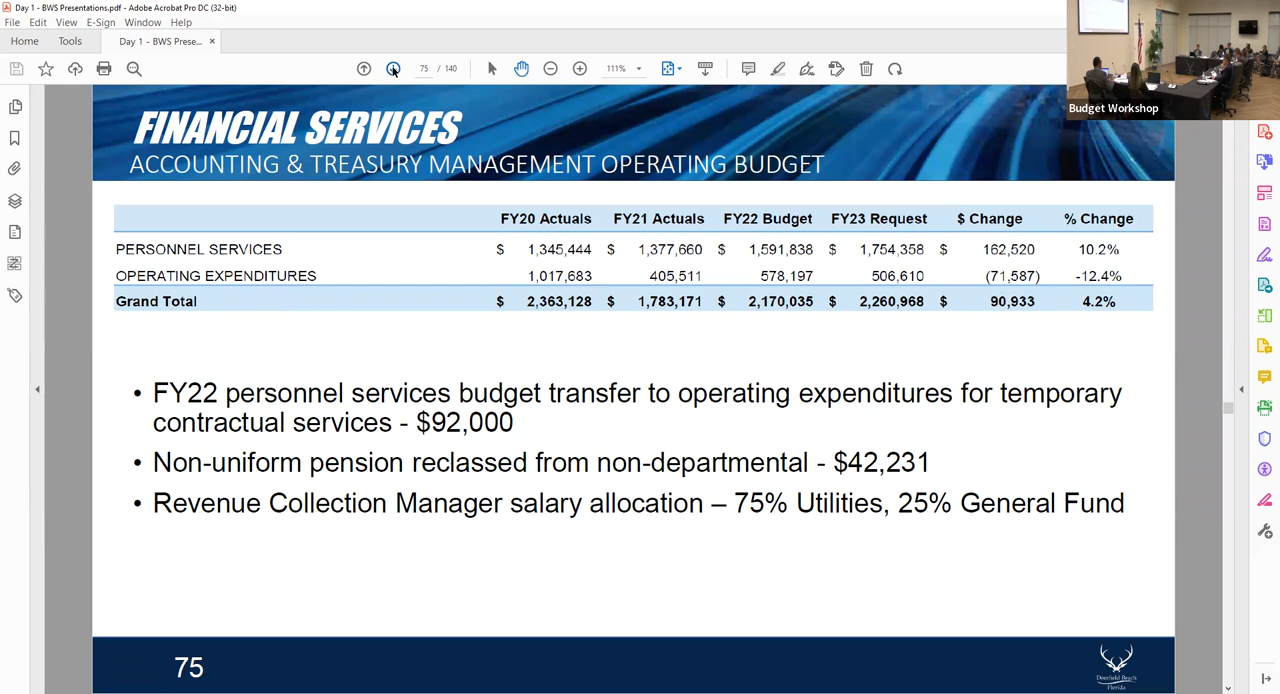 Day 1 - BWS Presentations.pdf - Adobe Acrobat Pro DC (32-bit)
File Edit View E-Sign Window Help
Home Tools Day 1 - BWS Prese... ×
75 / 140 111%
Budget Workshop
FINANCIAL SERVICES
ACCOUNTING & TREASURY MANAGEMENT OPERATING BUDGET
FY20 Actuals FY21 Actuals FY22 Budget FY23 Request $ Change % Change
PERSONNEL SERVICES $ 1,345,444 $ 1,377,660 $ 1,591,838 $ 1,754,358 $ 162,520 10.2%
OPERATING EXPENDITURES 1,017,683 405,511 578,197 506,610 (71,587) -12.4%
Grand Total $ 2,363,128 $ 1,783,171 $ 2,170,035 $ 2,260,968 $ 90,933 4.2%
• FY22 personnel services budget transfer to operating expenditures for temporary
contractual services - $92,000
• Non-uniform pension reclassed from non-departmental - $42,231
• Revenue Collection Manager salary allocation – 75% Utilities, 25% General Fund
75
Deerfield Beach
Florida